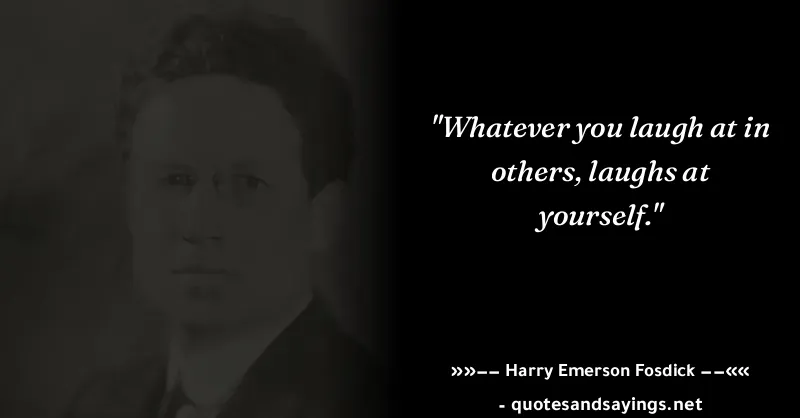 "Whatever you laugh at in
others, laughs at
yourself."
»»−− Harry Emerson Fosdick −−««
- quotesandsayings.net